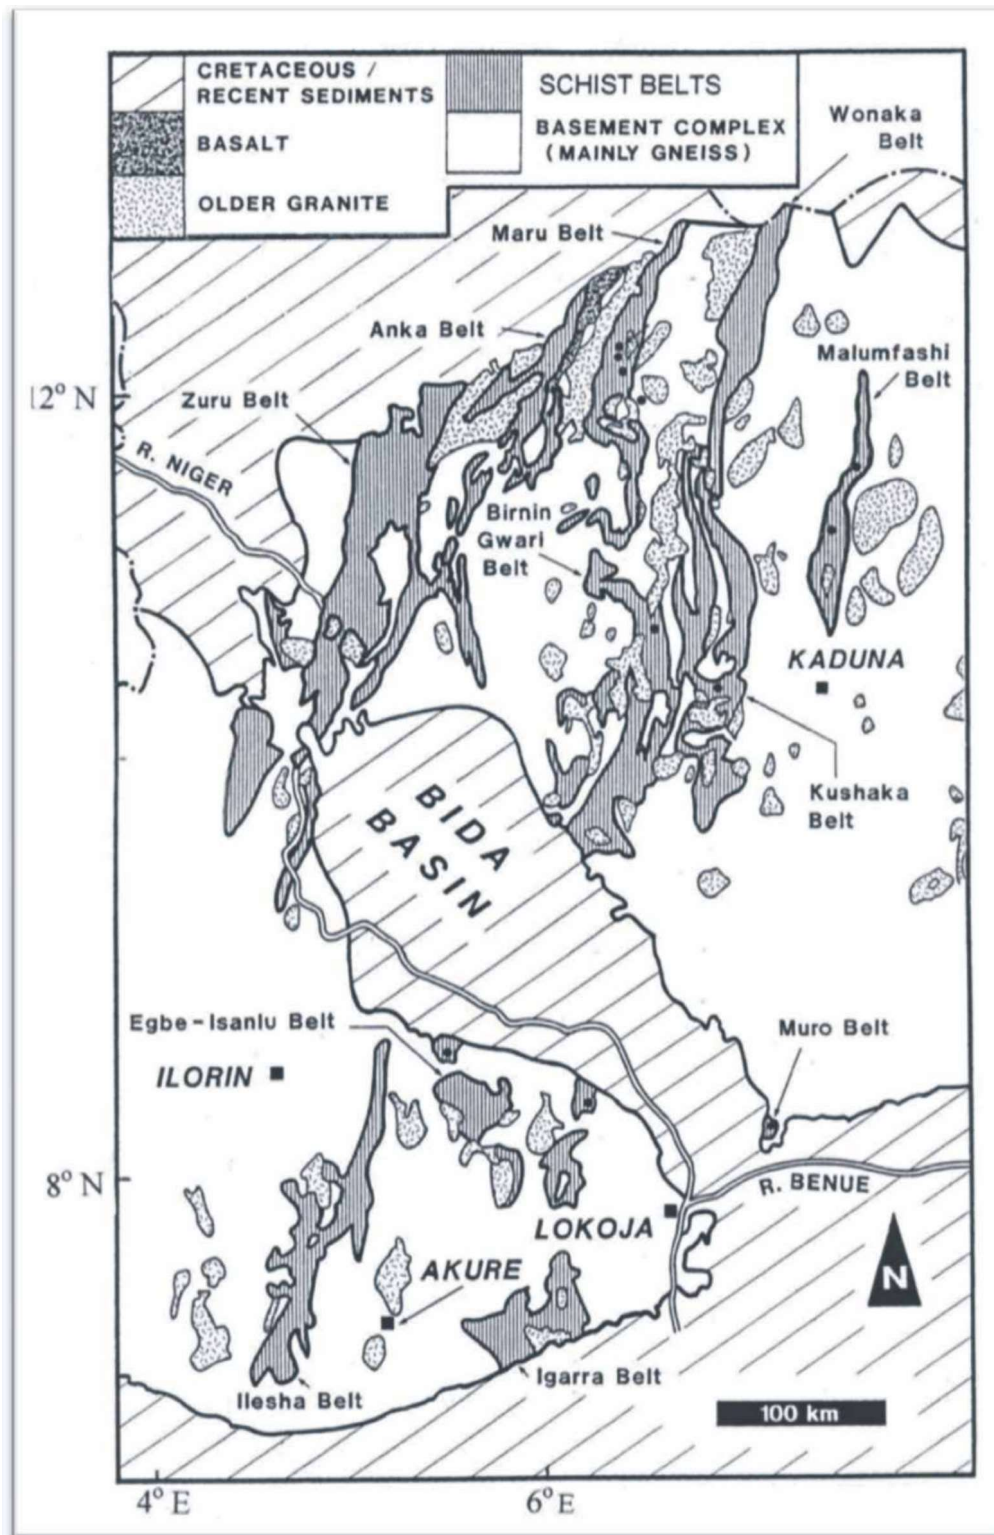 CRETACEOUS /
RECENT SEDIMENTS
BASALT
OLDER GRANITE
SCHIST BELTS
BASEMENT COMPLEX
(MAINLY GNEISS)
Wonaka
Belt
Maru Belt
Anka Belt
Malumfashi
Belt
12° N
Zuru Belt
R. NIGER
Birnin
Gwari
Belt
KADUNA
Kushaka
Belt
BIDA
BASIN
Egbe-Isanlu Belt
Muro Belt
ILORIN
8° N
R. BENUE
LOKOJA
AKURE
N
Igarra Belt
Ilesha Belt
100 km
4° E
6° E